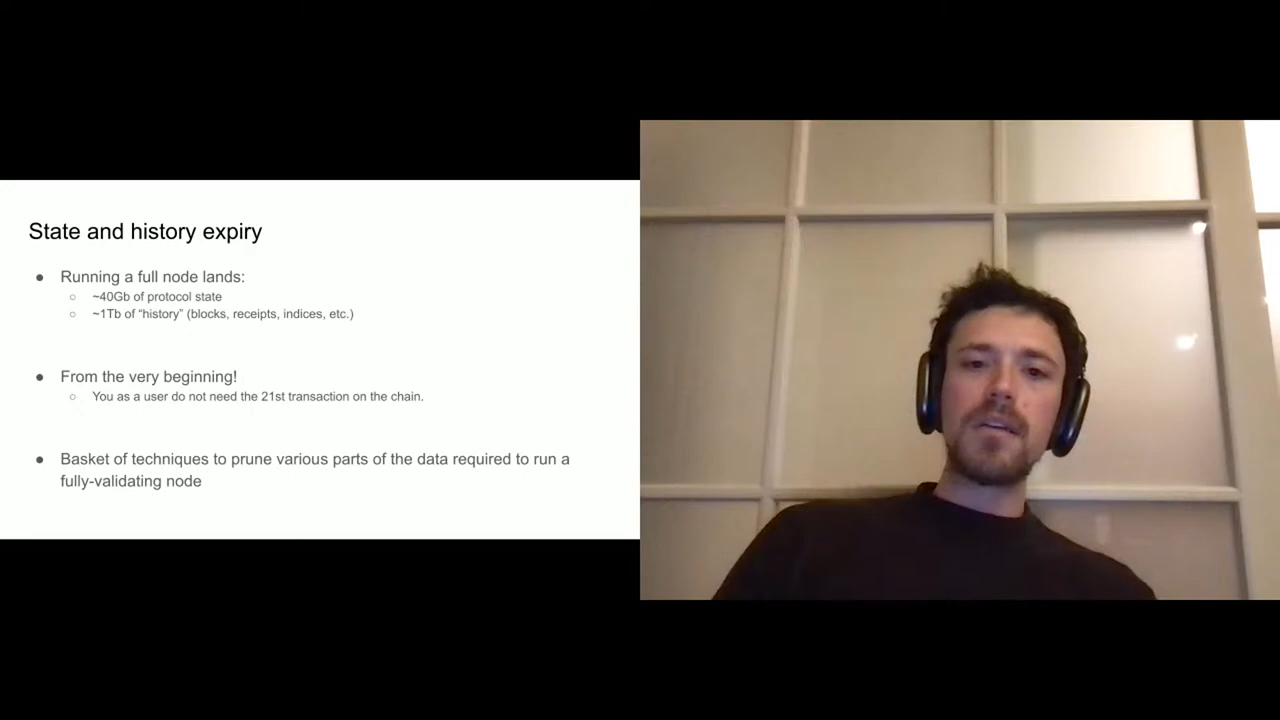 State and history expiry
● Running a full node lands:
○ ~40Gb of protocol state
○ ~1Tb of “history” (blocks, receipts, indices, etc.)
● From the very beginning!
○ You as a user do not need the 21st transaction on the chain.
● Basket of techniques to prune various parts of the data required to run a
fully-validating node